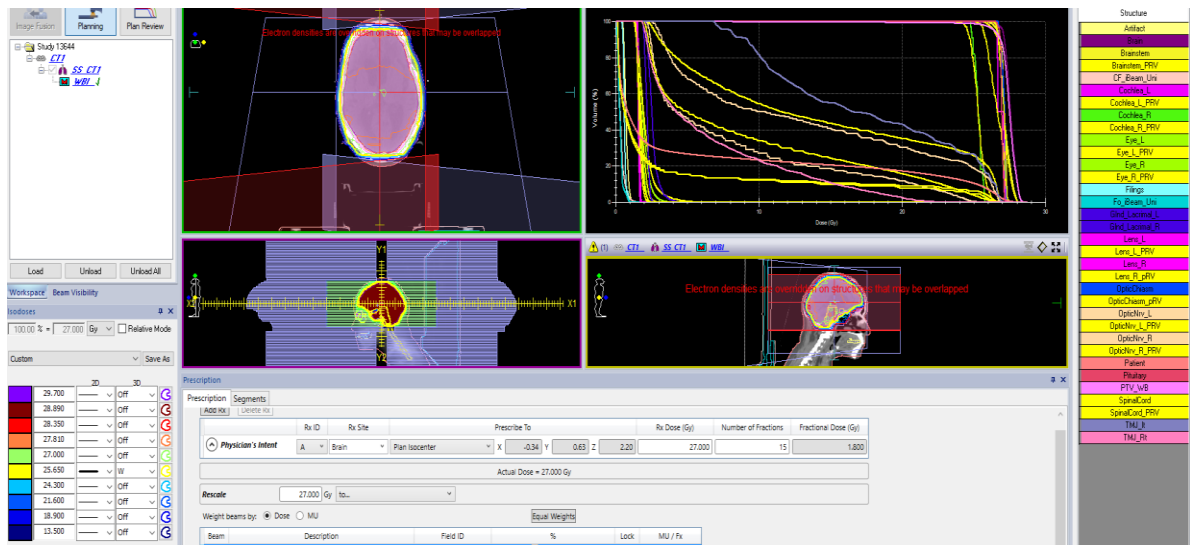 Image Fusion Planning Plan Review
Study 13644
CT1
SS_CT1
WBI
Load Unload Unload All
Workspace Beam Visibility
Isodoses
100.00 % = 27.000 Gy Relative Mode
Custom Save As
2D 3D
29.700 Off
28.890 Off
28.350 Off
27.810 Off
27.000 Off
25.650 W
24.300 Off
21.600 Off
18.900 Off
13.500 Off
Electron densities are overridden on structures that may be overlapped
Y1
X2 X1
Y2
Volume (%)
100
80
60
40
20
0
0 10 20 30
Dose (Gy)
(1) CT1 SS_CT1 WBI
Electron densities are overridden on structures that may be overlapped
Prescription
Prescription Segments
Add Rx Delete Rx
Rx ID Rx Site Prescribe To Rx Dose (Gy) Number of Fractions Fractional Dose (Gy)
Physician's Intent A Brain Plan Isocenter X -0.34 Y 0.63 Z 2.20 27.000 15 1.800
Actual Dose = 27.000 Gy
Rescale 27.000 Gy to...
Weight beams by: Dose MU Equal Weights
Beam Description Field ID % Lock MU / Fx
Structure
Artifact
Brain
Brainstem
Brainstem_PRV
CF_iBeam_Uni
Cochlea_L
Cochlea_L_PRV
Cochlea_R
Cochlea_R_PRV
Eye_L
Eye_L_PRV
Eye_R
Eye_R_PRV
Filings
Fo_iBeam_Uni
Glnd_Lacrimal_L
Glnd_Lacrimal_R
Lens_L
Lens_L_PRV
Lens_R
Lens_R_pRV
OpticChiasm
OpticChiasm_pRV
OpticNrv_L
OpticNrv_L_PRV
OpticNrv_R
OpticNrv_R_PRV
Patient
Pituitary
PTV_WB
SpinalCord
SpinalCord_PRV
TMJ_lt
TMJ_Rt